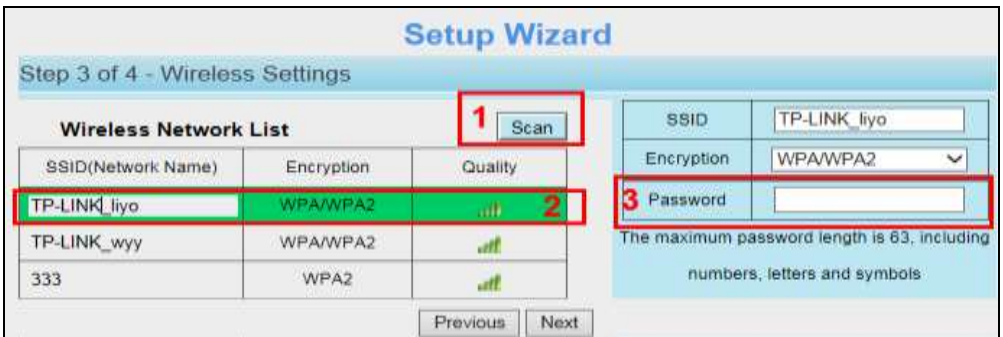 Setup Wizard
Step 3 of 4 - Wireless Settings
Wireless Network List
1
Scan
SSID(Network Name) Encryption Quality
TP-LINK_liyo WPA/WPA2 2
TP-LINK_wyy WPA/WPA2
333 WPA2
Previous Next
SSID TP-LINK_liyo
Encryption WPA/WPA2
3 Password
The maximum password length is 63, including
numbers, letters and symbols